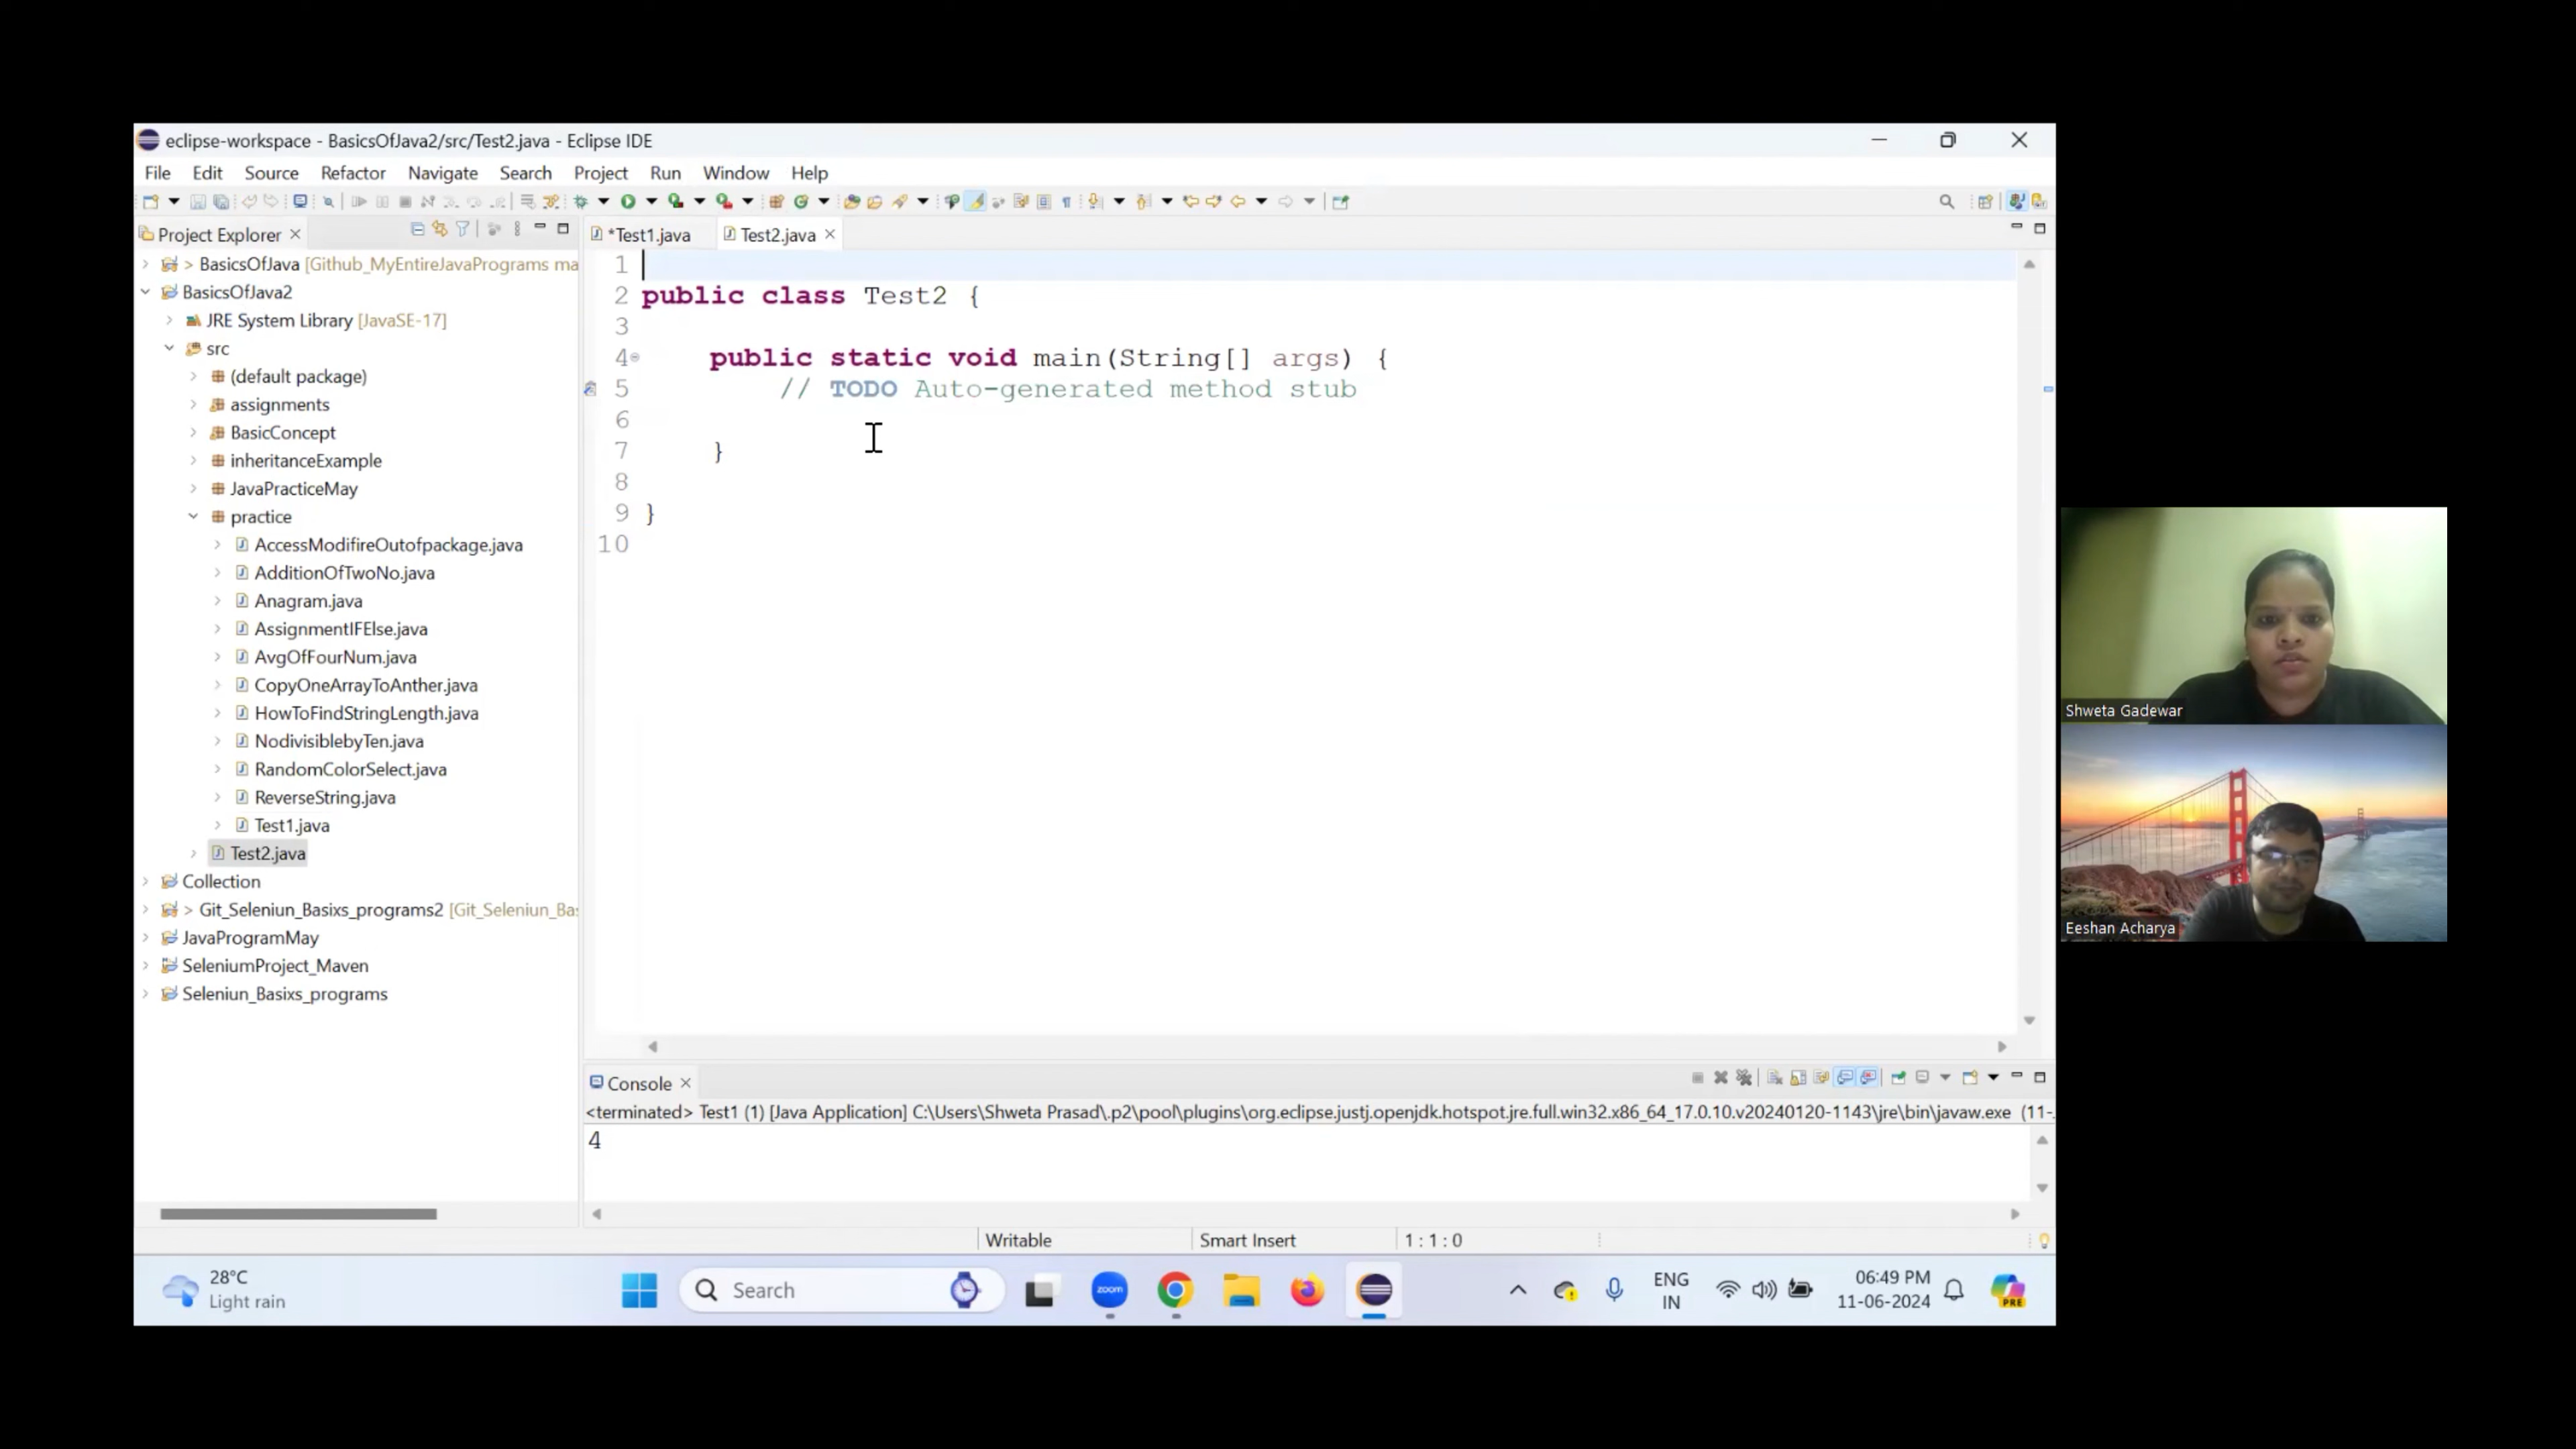 eclipse-workspace - BasicsOfJava2/src/Test2.java - Eclipse IDE
File Edit Source Refactor Navigate Search Project Run Window Help
Project Explorer
*Test1.java
Test2.java
> BasicsOfJava [Github_MyEntireJavaPrograms ma
BasicsOfJava2
JRE System Library [JavaSE-17]
src
(default package)
assignments
BasicConcept
inheritanceExample
JavaPracticeMay
practice
AccessModifireOutofpackage.java
AdditionOfTwoNo.java
Anagram.java
AssignmentIFElse.java
AvgOfFourNum.java
CopyOneArrayToAnther.java
HowToFindStringLength.java
NodivisiblebyTen.java
RandomColorSelect.java
ReverseString.java
Test1.java
Test2.java
Collection
> Git_Seleniun_Basixs_programs2 [Git_Seleniun_Ba
JavaProgramMay
SeleniumProject_Maven
Seleniun_Basixs_programs
1
2 public class Test2 {
3
4 public static void main(String[] args) {
5 // TODO Auto-generated method stub
6
7 }
8
9 }
10
Shweta Gadewar
Eeshan Acharya
Console
<terminated> Test1 (1) [Java Application] C:\Users\Shweta Prasad\.p2\pool\plugins\org.eclipse.justj.openjdk.hotspot.jre.full.win32.x86_64_17.0.10.v20240120-1143\jre\bin\javaw.exe (11-
4
Writable
Smart Insert
1 : 1 : 0
28°C
Light rain
Search
zoom
PRE
ENG
IN
06:49 PM
11-06-2024